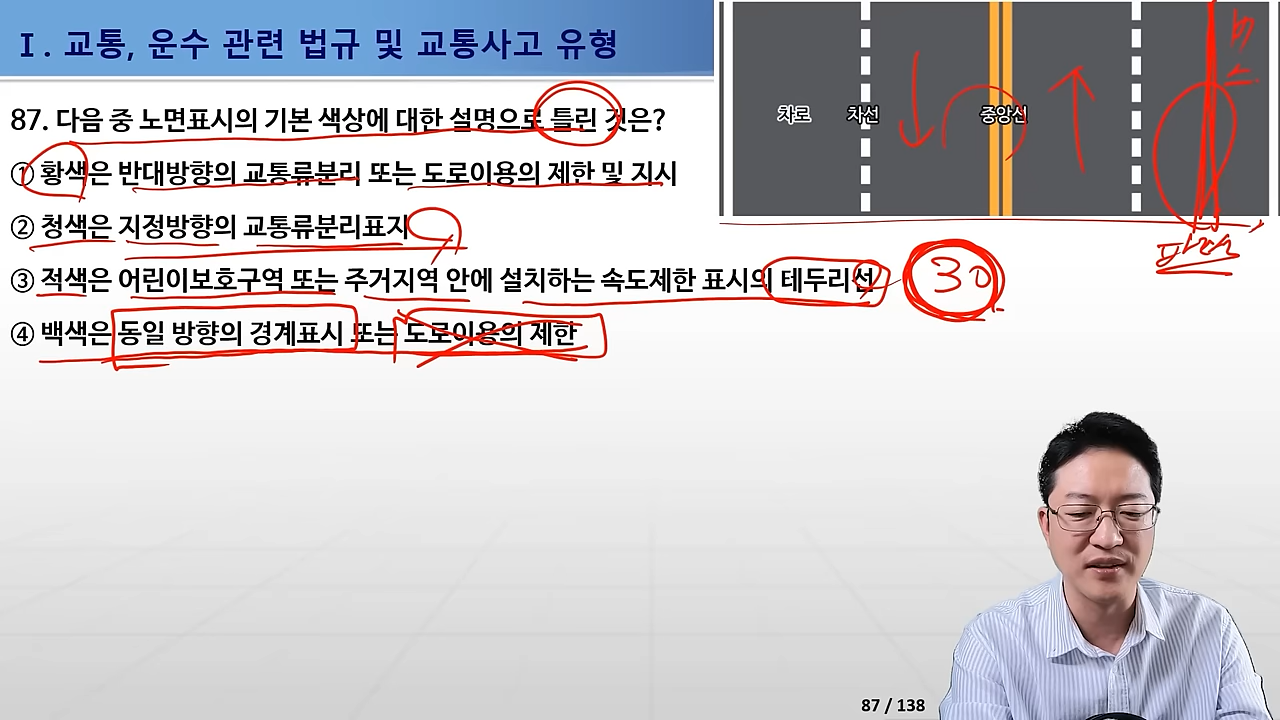 Ⅰ. 교통, 운수 관련 법규 및 교통사고 유형
87. 다음 중 노면표시의 기본 색상에 대한 설명으로 틀린 것은?
① 황색은 반대방향의 교통류분리 또는 도로이용의 제한 및 지시
② 청색은 지정방향의 교통류분리표지
③ 적색은 어린이보호구역 또는 주거지역 안에 설치하는 속도제한 표시의 테두리선
④ 백색은 동일 방향의 경계표시 또는 도로이용의 제한
차로 차선 중앙선
버스
파란선
30
87 / 138